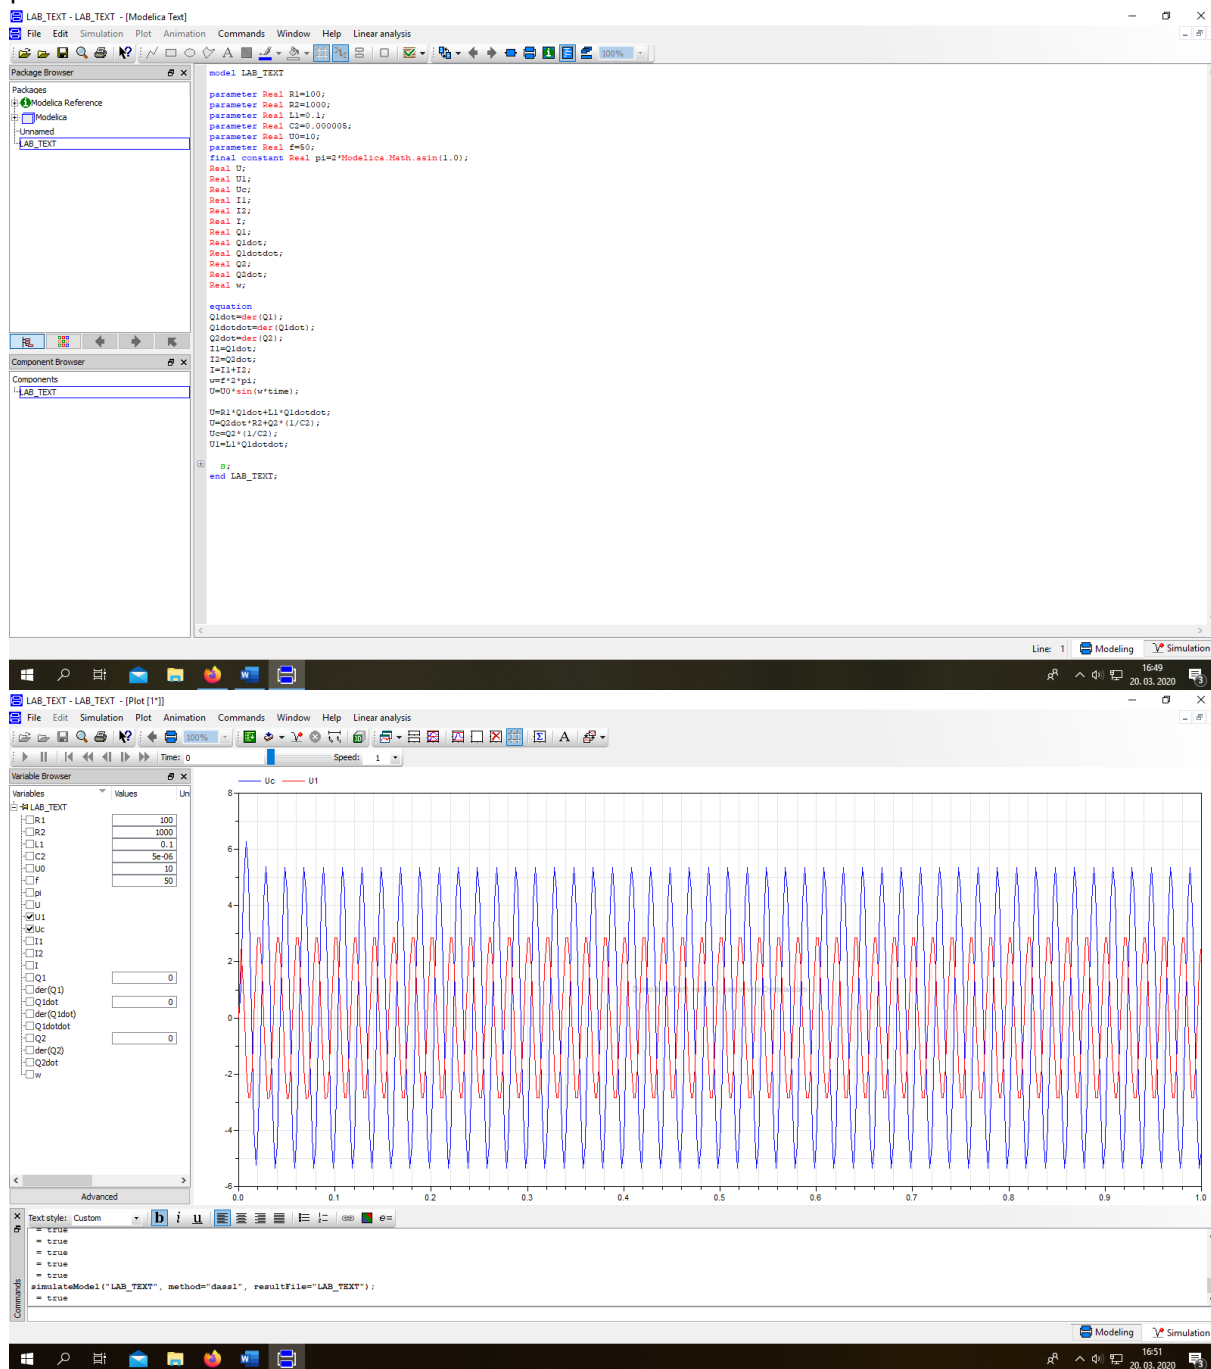 LAB_TEXT - LAB_TEXT - [Modelica Text]
File Edit Simulation Plot Animation Commands Window Help Linear analysis
100%
Package Browser
Packages
Modelica Reference
Modelica
Unnamed
LAB_TEXT
Component Browser
Components
LAB_TEXT
model LAB_TEXT
parameter Real R1=100;
parameter Real R2=1000;
parameter Real L1=0.1;
parameter Real C2=0.000005;
parameter Real U0=10;
parameter Real f=50;
final constant Real pi=2*Modelica.Math.asin(1.0);
Real U;
Real U1;
Real Uc;
Real I1;
Real I2;
Real I;
Real Q1;
Real Q1dot;
Real Q1dotdot;
Real Q2;
Real Q2dot;
Real w;
equation
Q1dot=der(Q1);
Q1dotdot=der(Q1dot);
Q2dot=der(Q2);
I1=Q1dot;
I2=Q2dot;
I=I1+I2;
w=f*2*pi;
U=U0*sin(w*time);
U=R1*Q1dot+L1*Q1dotdot;
U=Q2dot*R2+Q2*(1/C2);
Uc=Q2*(1/C2);
U1=L1*Q1dotdot;
end LAB_TEXT;
Line: 1 Modeling Simulation
16:49
20. 03. 2020
LAB_TEXT - LAB_TEXT - [Plot [1*]]
File Edit Simulation Plot Animation Commands Window Help Linear analysis
100%
Time: 0 Speed: 1
Variable Browser
Variables Values Un
LAB_TEXT
R1 100
R2 1000
L1 0.1
C2 5e-06
U0 10
f 50
pi
U
U1
Uc
I1
I2
I
Q1 0
der(Q1)
Q1dot 0
der(Q1dot)
Q1dotdot
Q2 0
der(Q2)
Q2dot
w
Advanced
Uc U1
8
6
4
2
0
-2
-4
-6
0.0 0.1 0.2 0.3 0.4 0.5 0.6 0.7 0.8 0.9 1.0
Text style: Custom b i u e=
= true
= true
= true
= true
= true
simulateModel("LAB_TEXT", method="dassl", resultFile="LAB_TEXT");
= true
Commands
Modeling Simulation
16:51
20. 03. 2020